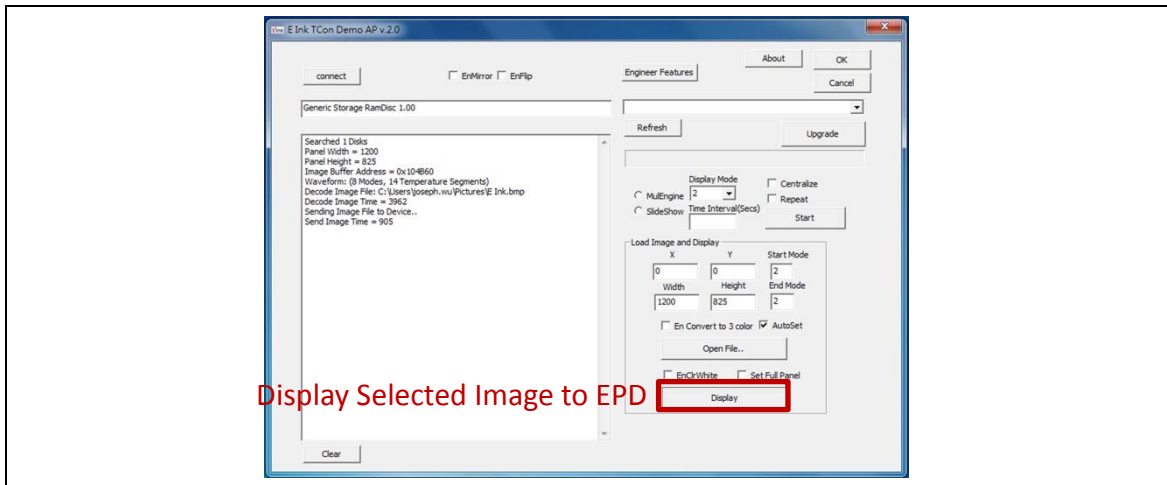 E Ink TCon Demo AP v.2.0
About
OK
connect
EnMirror
EnFlip
Engineer Features
Cancel
Generic Storage RamDisc 1.00
Refresh
Upgrade
Searched 1 Disks
Panel Width = 1200
Panel Height = 825
Image Buffer Address = 0x104B60
Waveform: (8 Modes, 14 Temperature Segments)
Decode Image File: C:\Users\joseph.wu\Pictures\E Ink.bmp
Decode Image Time = 3962
Sending Image File to Device..
Send Image Time = 905
Display Mode
MulEngine
2
Centralize
Repeat
SlideShow
Time Interval(Secs)
Start
Load Image and Display
X
Y
Start Mode
0
0
2
Width
Height
End Mode
1200
825
2
En Convert to 3 color
AutoSet
Open File..
EnClrWhite
Set Full Panel
Display Selected Image to EPD
Display
Clear